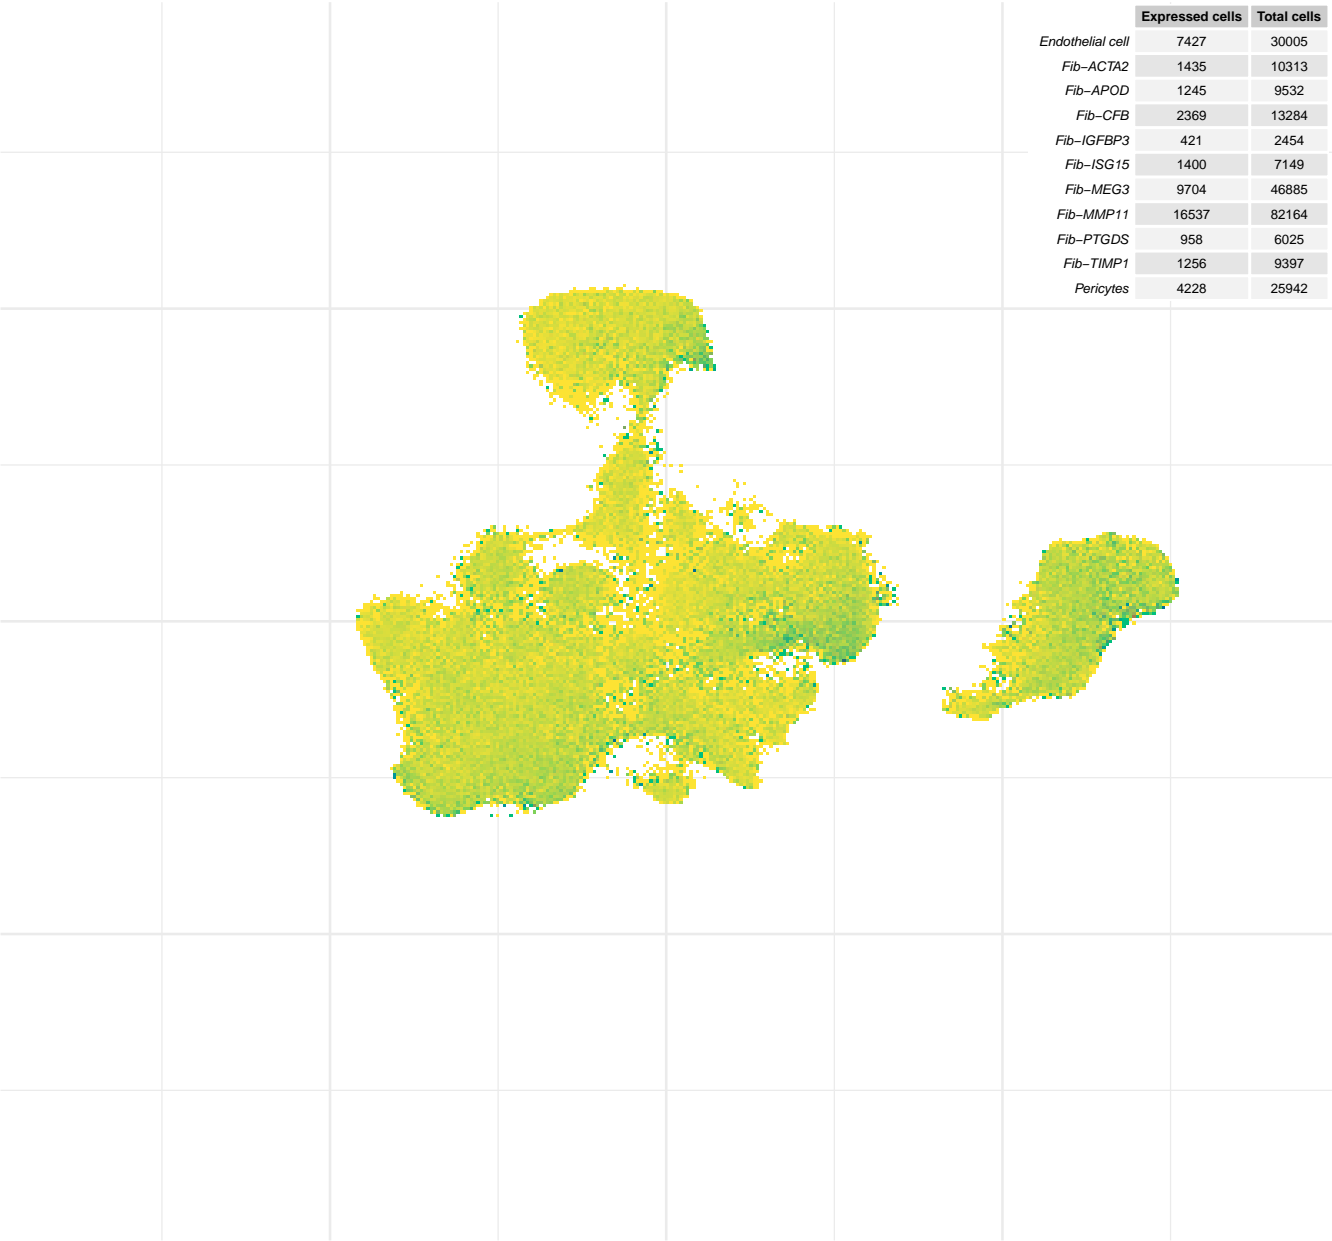 Expressed cells Total cells
Endothelial cell 7427 30005
Fib−ACTA2 1435 10313
Fib−APOD 1245 9532
Fib−CFB 2369 13284
Fib−IGFBP3 421 2454
Fib−ISG15 1400 7149
Fib−MEG3 9704 46885
Fib−MMP11 16537 82164
Fib−PTGDS 958 6025
Fib−TIMP1 1256 9397
Pericytes 4228 25942